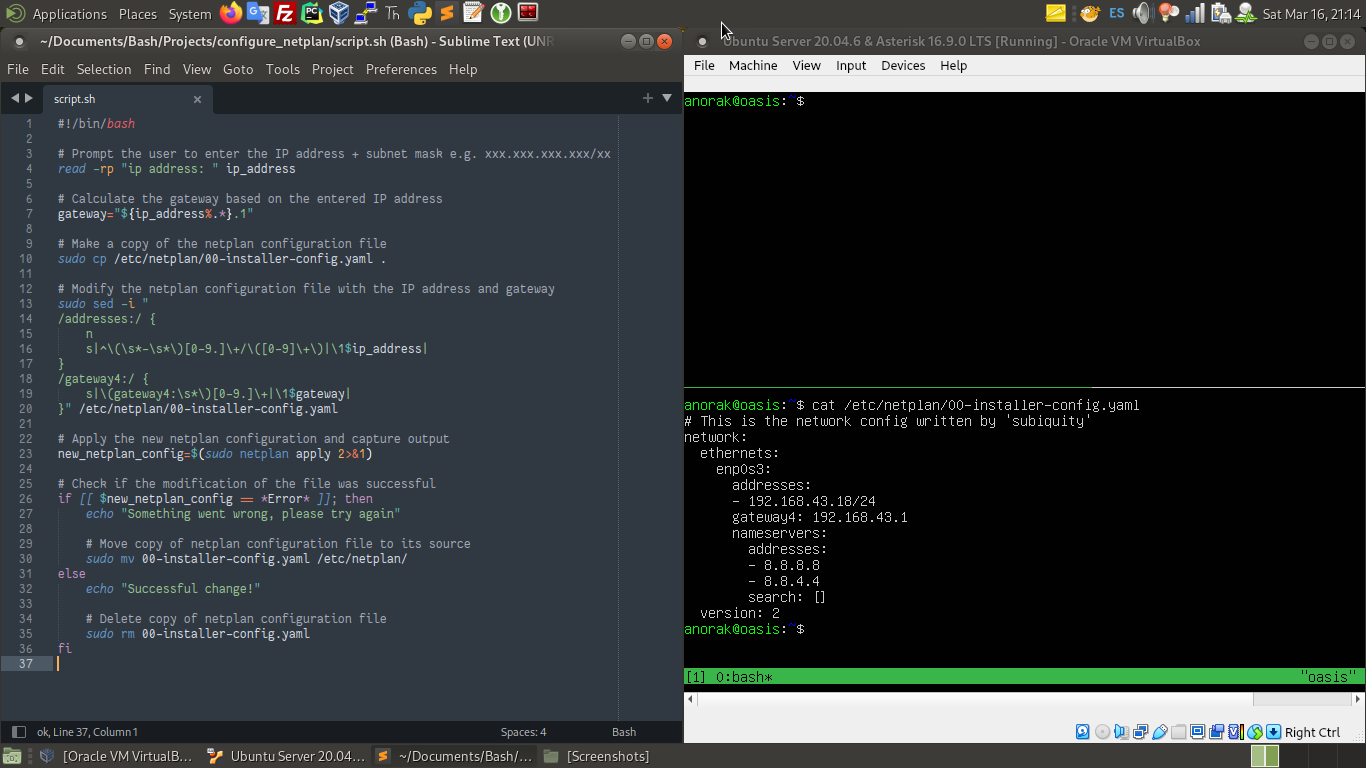 Applications Places System Th ES Sat Mar 16, 21:14
~/Documents/Bash/Projects/configure_netplan/script.sh (Bash) - Sublime Text (UNR
File Edit Selection Find View Goto Tools Project Preferences Help
script.sh
1 #!/bin/bash
2
3 # Prompt the user to enter the IP address + subnet mask e.g. xxx.xxx.xxx.xxx/xx
4 read -rp "ip address: " ip_address
5
6 # Calculate the gateway based on the entered IP address
7 gateway="${ip_address%.*}.1"
8
9 # Make a copy of the netplan configuration file
10 sudo cp /etc/netplan/00-installer-config.yaml .
11
12 # Modify the netplan configuration file with the IP address and gateway
13 sudo sed -i "
14 /addresses:/ {
15     n
16     s|^\(\s*-\s*\)[0-9.]\+/\([0-9]\+\)|\1$ip_address|
17 }
18 /gateway4:/ {
19     s|\(gateway4:\s*\)[0-9.]\+|\1$gateway|
20 }" /etc/netplan/00-installer-config.yaml
21
22 # Apply the new netplan configuration and capture output
23 new_netplan_config=$(sudo netplan apply 2>&1)
24
25 # Check if the modification of the file was successful
26 if [[ $new_netplan_config == *Error* ]]; then
27     echo "Something went wrong, please try again"
28
29     # Move copy of netplan configuration file to its source
30     sudo mv 00-installer-config.yaml /etc/netplan/
31 else
32     echo "Successful change!"
33
34     # Delete copy of netplan configuration file
35     sudo rm 00-installer-config.yaml
36 fi
37
ok, Line 37, Column 1 Spaces: 4 Bash
Ubuntu Server 20.04.6 & Asterisk 16.9.0 LTS [Running] - Oracle VM VirtualBox
File Machine View Input Devices Help
anorak@oasis:~$
anorak@oasis:~$ cat /etc/netplan/00-installer-config.yaml
# This is the network config written by 'subiquity'
network:
  ethernets:
    enp0s3:
      addresses:
      - 192.168.43.18/24
      gateway4: 192.168.43.1
      nameservers:
        addresses:
        - 8.8.8.8
        - 8.8.4.4
        search: []
  version: 2
anorak@oasis:~$
[1] 0:bash* "oasis"
Right Ctrl
[Oracle VM VirtualB... Ubuntu Server 20.04.... ~/Documents/Bash/... [Screenshots]